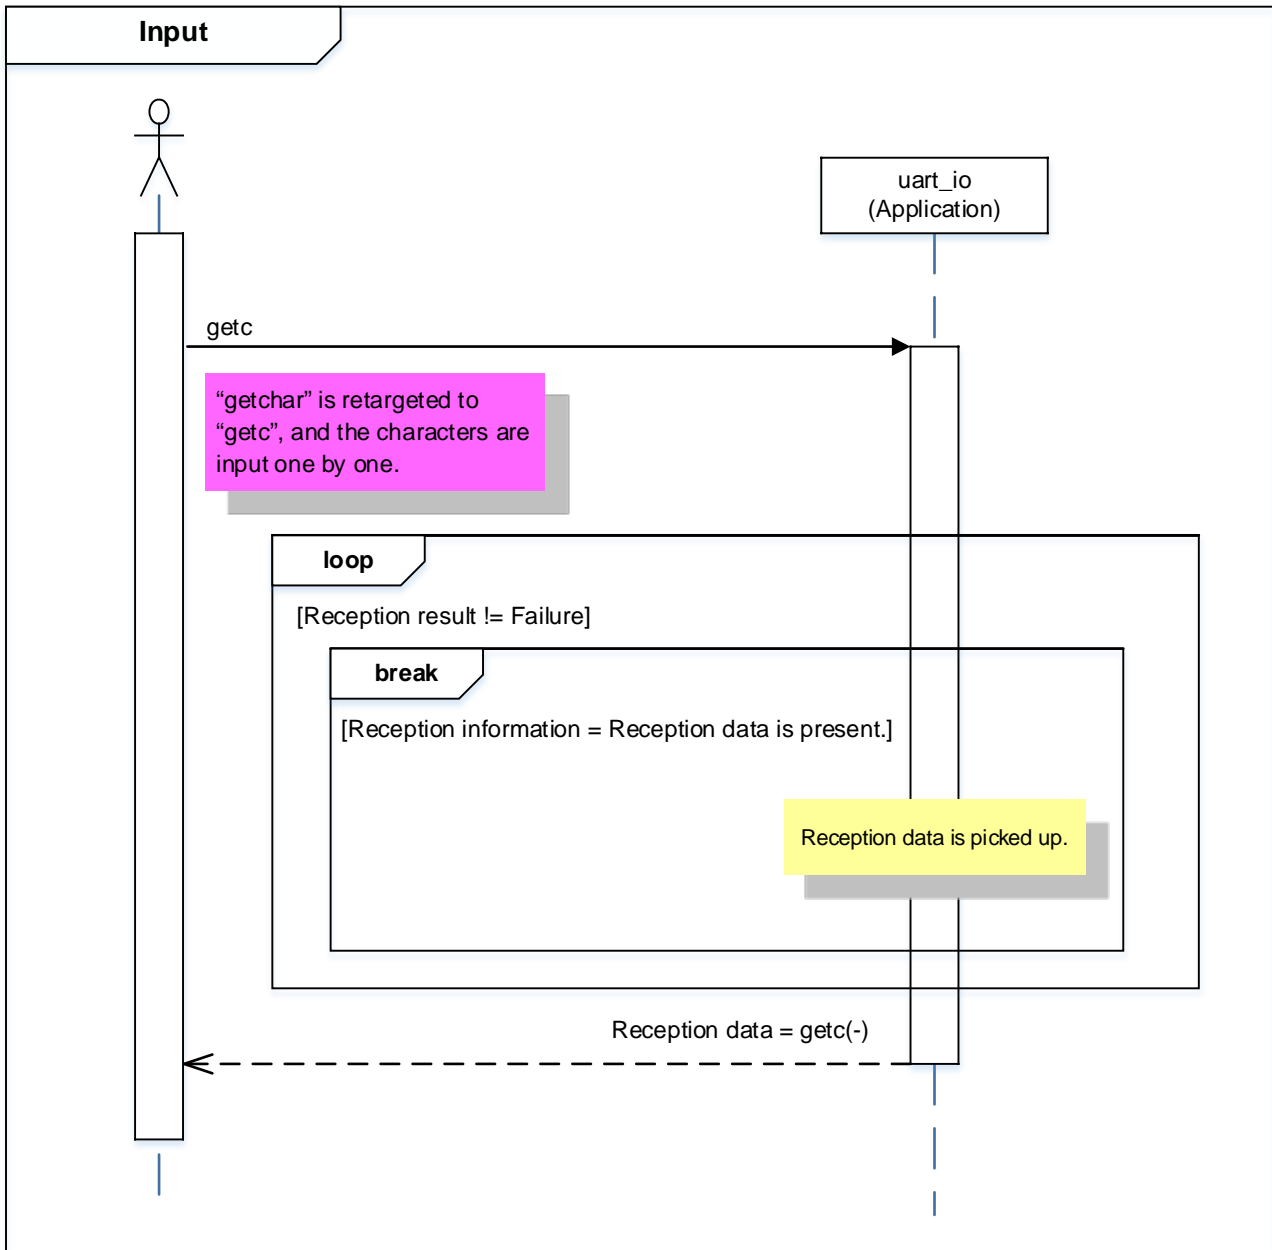 Input
uart_io
(Application)
getc
“getchar” is retargeted to
“getc”, and the characters are
input one by one.
loop
[Reception result != Failure]
break
[Reception information = Reception data is present.]
Reception data is picked up.
Reception data = getc(-)